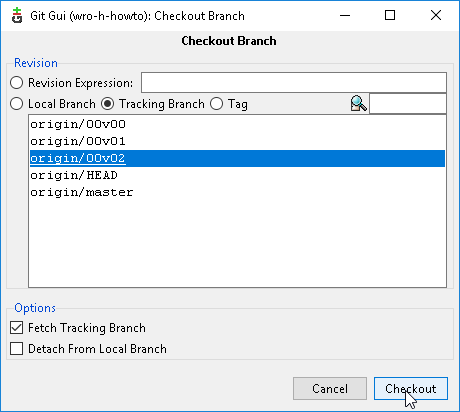 Git Gui (wro-h-howto): Checkout Branch
Checkout Branch
Revision
Revision Expression:
Local Branch Tracking Branch Tag
origin/00v00
origin/00v01
origin/00v02
origin/HEAD
origin/master
Options
Fetch Tracking Branch
Detach From Local Branch
Cancel Checkout